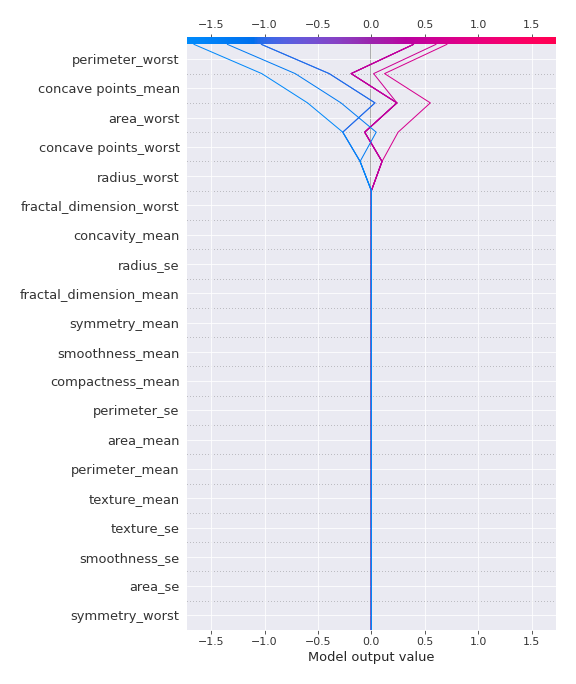 −1.5 −1.0 −0.5 0.0 0.5 1.0 1.5
perimeter_worst
concave points_mean
area_worst
concave points_worst
radius_worst
fractal_dimension_worst
concavity_mean
radius_se
fractal_dimension_mean
symmetry_mean
smoothness_mean
compactness_mean
perimeter_se
area_mean
perimeter_mean
texture_mean
texture_se
smoothness_se
area_se
symmetry_worst
−1.5 −1.0 −0.5 0.0 0.5 1.0 1.5
Model output value